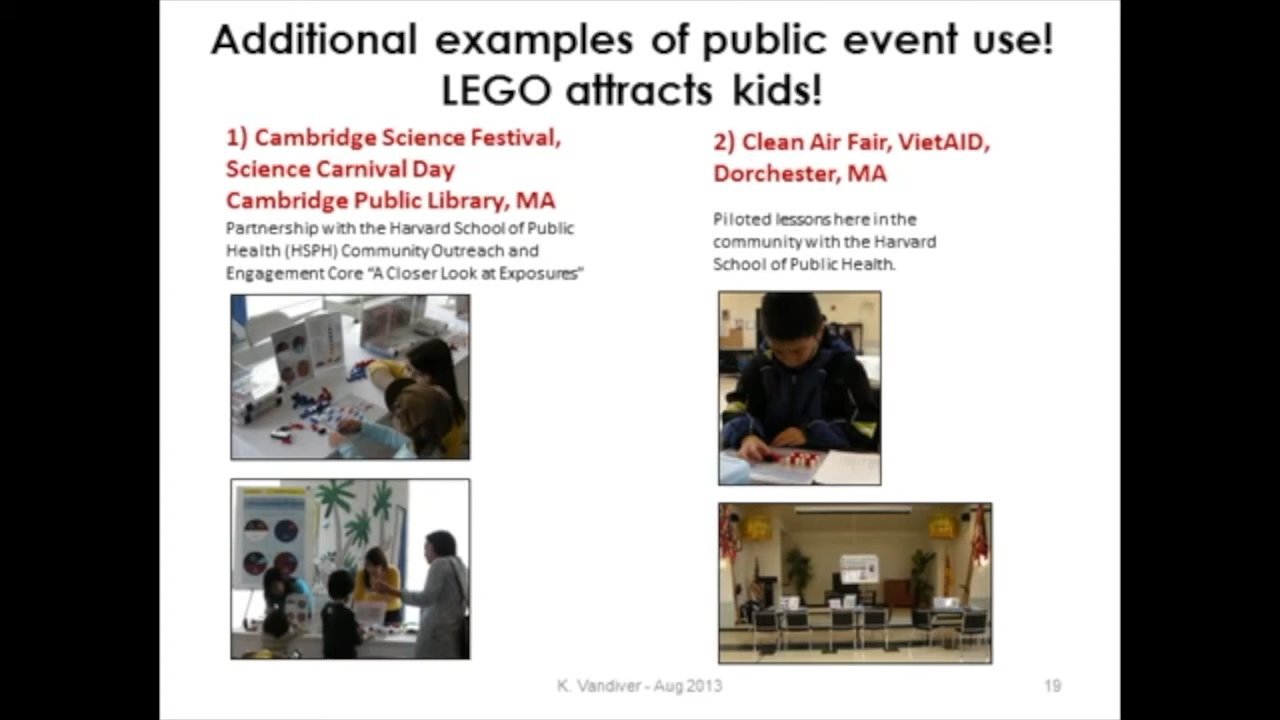 Additional examples of public event use!
LEGO attracts kids!
1) Cambridge Science Festival,
Science Carnival Day
Cambridge Public Library, MA
Partnership with the Harvard School of Public
Health (HSPH) Community Outreach and
Engagement Core “A Closer Look at Exposures”
2) Clean Air Fair, VietAID,
Dorchester, MA
Piloted lessons here in the
community with the Harvard
School of Public Health.
K. Vandiver - Aug 2013
19